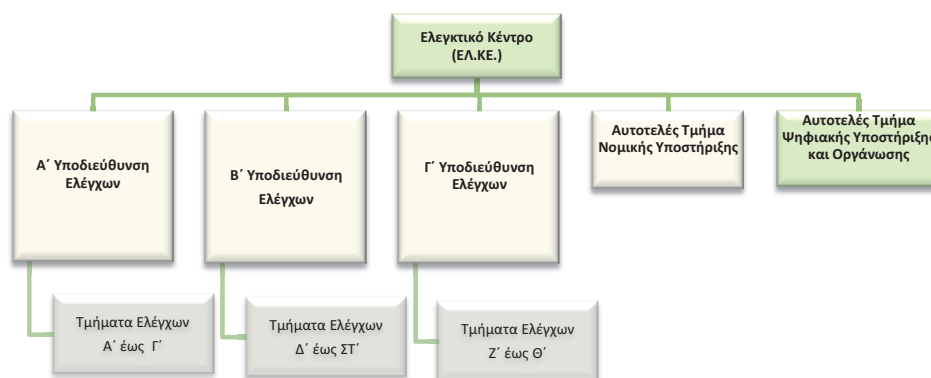 Ελεγκτικό Κέντρο
(ΕΛ.ΚΕ.)
Α΄ Υποδιεύθυνση
Ελέγχων
Β΄ Υποδιεύθυνση
Ελέγχων
Γ΄ Υποδιεύθυνση
Ελέγχων
Αυτοτελές Τμήμα
Νομικής Υποστήριξης
Αυτοτελές Τμήμα
Ψηφιακής Υποστήριξης
και Οργάνωσης
Τμήματα Ελέγχων
Α΄ έως Γ΄
Τμήματα Ελέγχων
Δ΄ έως ΣΤ΄
Τμήματα Ελέγχων
Ζ΄ έως Θ΄